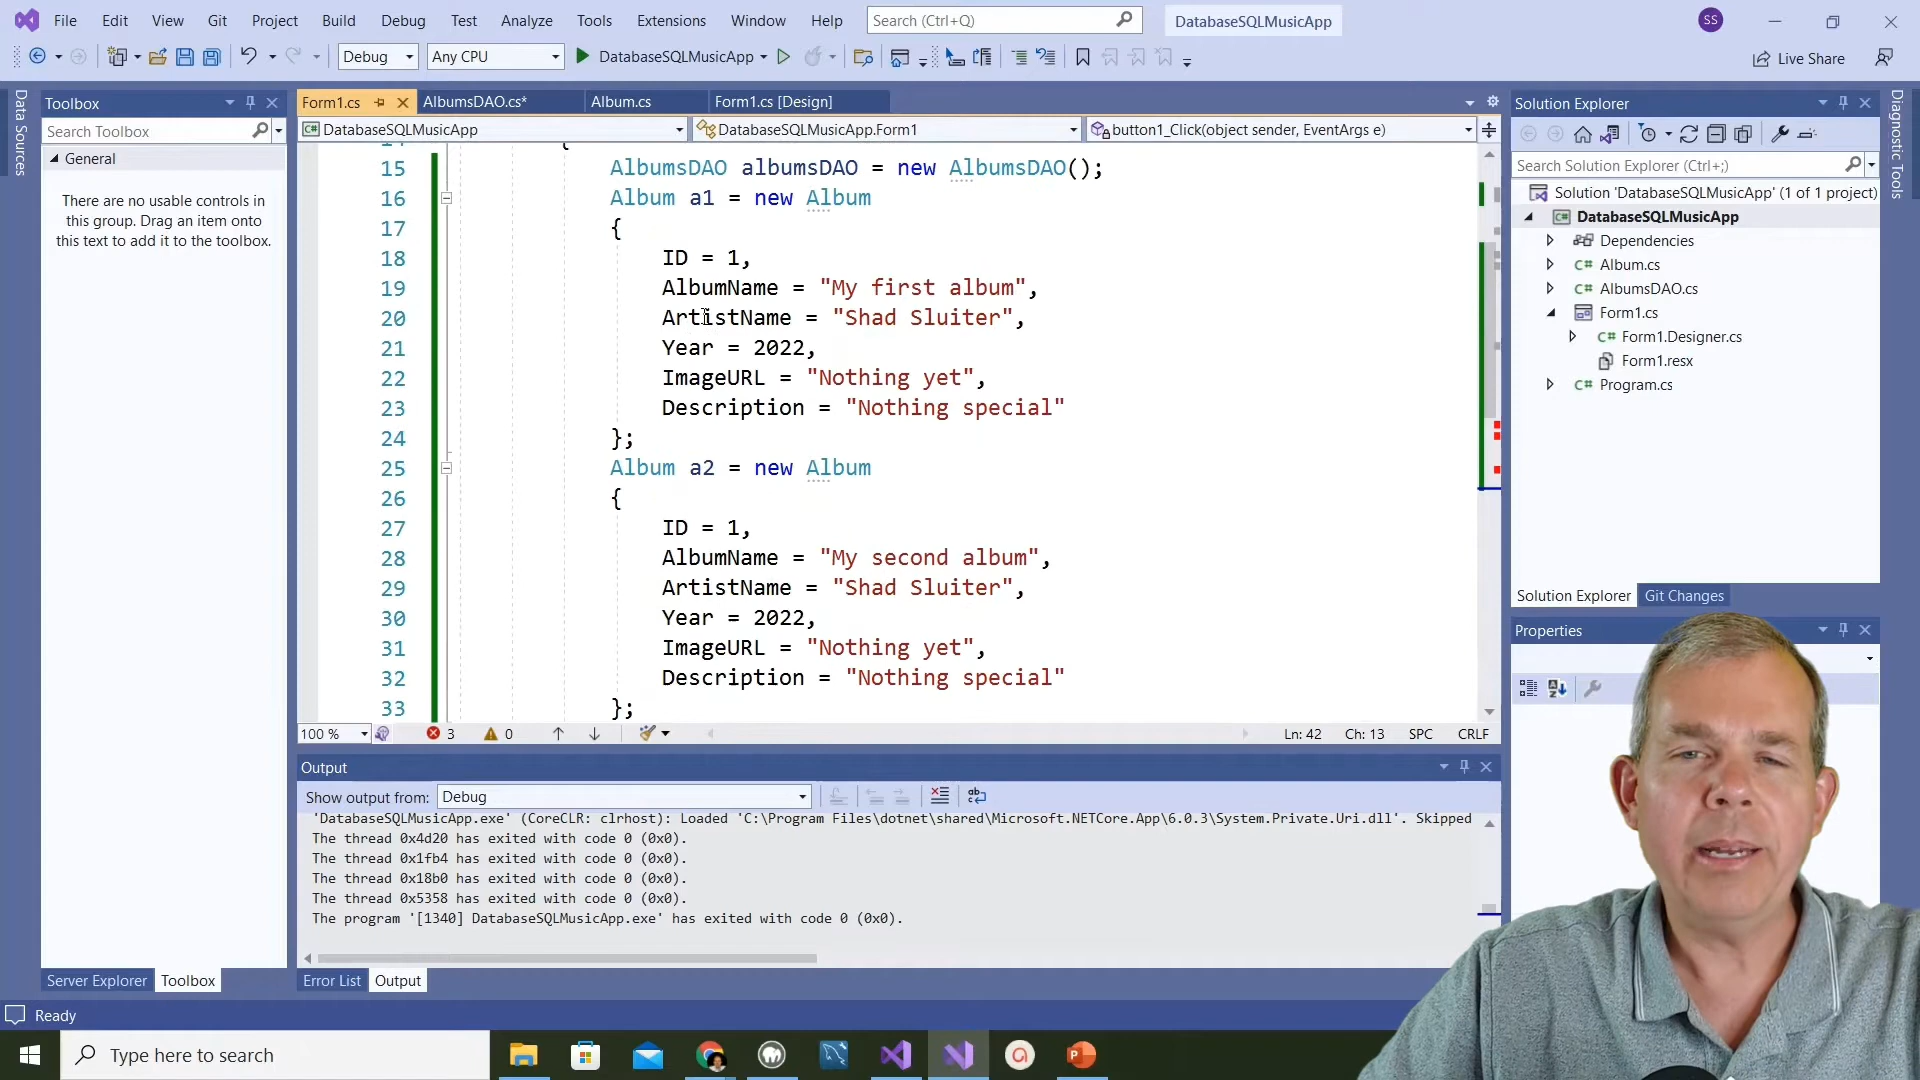 File Edit View Git Project Build Debug Test Analyze Tools Extensions Window Help Search (Ctrl+Q) DatabaseSQLMusicApp SS
Debug Any CPU DatabaseSQLMusicApp Live Share
Data Sources
Toolbox
Search Toolbox
General
There are no usable controls in
this group. Drag an item onto
this text to add it to the toolbox.
Server Explorer Toolbox
Form1.cs AlbumsDAO.cs* Album.cs Form1.cs [Design]
DatabaseSQLMusicApp DatabaseSQLMusicApp.Form1 button1_Click(object sender, EventArgs e)
15 AlbumsDAO albumsDAO = new AlbumsDAO();
16 Album a1 = new Album
17 {
18 ID = 1,
19 AlbumName = "My first album",
20 ArtistName = "Shad Sluiter",
21 Year = 2022,
22 ImageURL = "Nothing yet",
23 Description = "Nothing special"
24 };
25 Album a2 = new Album
26 {
27 ID = 1,
28 AlbumName = "My second album",
29 ArtistName = "Shad Sluiter",
30 Year = 2022,
31 ImageURL = "Nothing yet",
32 Description = "Nothing special"
33 };
100 % 3 0 Ln: 42 Ch: 13 SPC CRLF
Output
Show output from: Debug
'DatabaseSQLMusicApp.exe' (CoreCLR: clrhost): Loaded 'C:\Program Files\dotnet\shared\Microsoft.NETCore.App\6.0.3\System.Private.Uri.dll'. Skipped
The thread 0x4d20 has exited with code 0 (0x0).
The thread 0x1fb4 has exited with code 0 (0x0).
The thread 0x18b0 has exited with code 0 (0x0).
The thread 0x5358 has exited with code 0 (0x0).
The program '[1340] DatabaseSQLMusicApp.exe' has exited with code 0 (0x0).
Error List Output
Solution Explorer
Search Solution Explorer (Ctrl+;)
Solution 'DatabaseSQLMusicApp' (1 of 1 project)
DatabaseSQLMusicApp
Dependencies
C# Album.cs
C# AlbumsDAO.cs
Form1.cs
C# Form1.Designer.cs
Form1.resx
C# Program.cs
Solution Explorer Git Changes
Properties
Diagnostic Tools
Ready
Type here to search